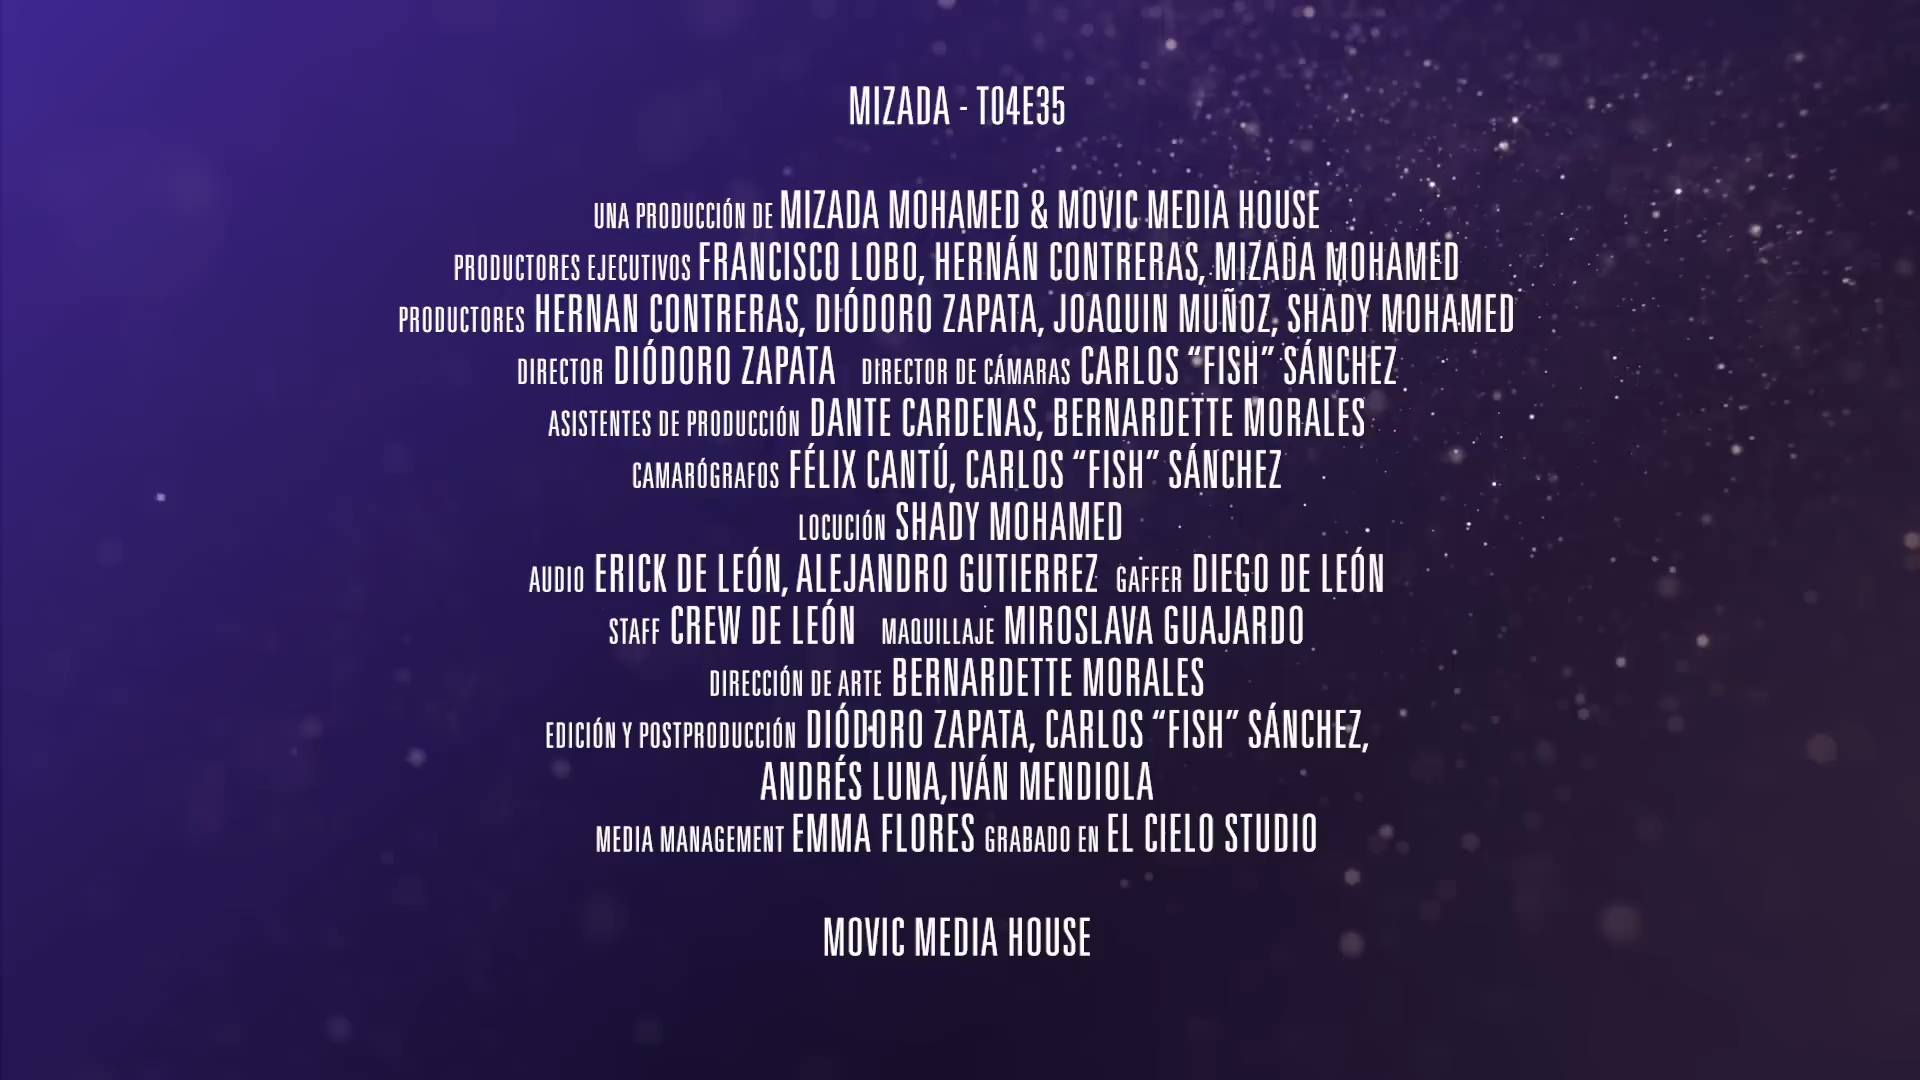 MIZADA - T04E35
UNA PRODUCCIÓN DE MIZADA MOHAMED & MOVIC MEDIA HOUSE
PRODUCTORES EJECUTIVOS FRANCISCO LOBO, HERNÁN CONTRERAS, MIZADA MOHAMED
PRODUCTORES HERNAN CONTRERAS, DIÓDORO ZAPATA, JOAQUIN MUÑOZ, SHADY MOHAMED
DIRECTOR DIÓDORO ZAPATA DIRECTOR DE CÁMARAS CARLOS “FISH” SÁNCHEZ
ASISTENTES DE PRODUCCIÓN DANTE CARDENAS, BERNARDETTE MORALES
CAMARÓGRAFOS FÉLIX CANTÚ, CARLOS “FISH” SÁNCHEZ
LOCUCIÓN SHADY MOHAMED
AUDIO ERICK DE LEÓN, ALEJANDRO GUTIERREZ GAFFER DIEGO DE LEÓN
STAFF CREW DE LEÓN MAQUILLAJE MIROSLAVA GUAJARDO
DIRECCIÓN DE ARTE BERNARDETTE MORALES
EDICIÓN Y POSTPRODUCCIÓN DIÓDORO ZAPATA, CARLOS “FISH” SÁNCHEZ,
ANDRÉS LUNA,IVÁN MENDIOLA
MEDIA MANAGEMENT EMMA FLORES GRABADO EN EL CIELO STUDIO
MOVIC MEDIA HOUSE